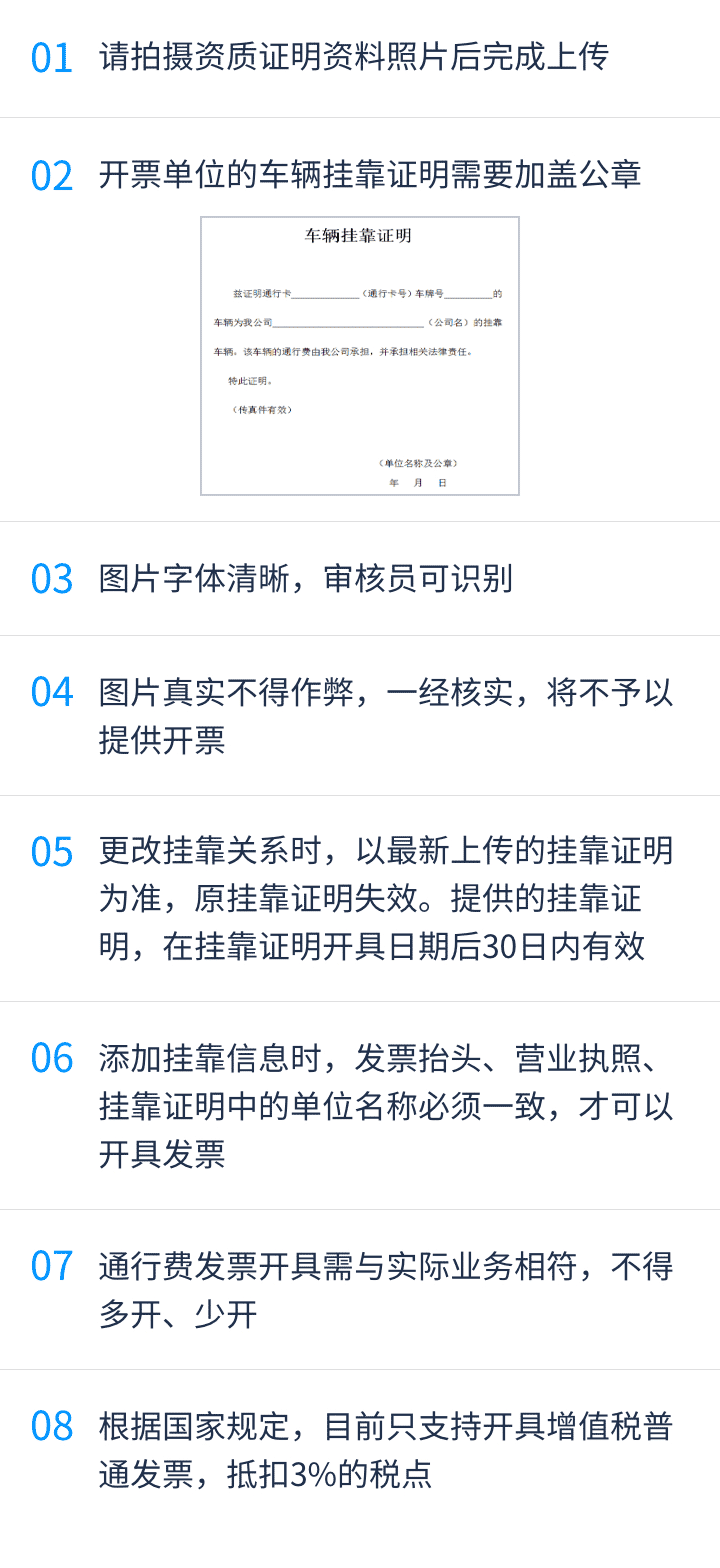 01 请拍摄资质证明资料照片后完成上传
02 开票单位的车辆挂靠证明需要加盖公章
车辆挂靠证明
兹证明通行卡______________（通行卡号）车牌号__________的
车辆为我公司______________________________（公司名）的挂靠
车辆。该车辆的通行费由我公司承担，并承担相关法律责任。
特此证明。
（传真件有效）
（单位名称及公章）
年 月 日
03 图片字体清晰，审核员可识别
04 图片真实不得作弊，一经核实，将不予以
提供开票
05 更改挂靠关系时，以最新上传的挂靠证明
为准，原挂靠证明失效。提供的挂靠证
明，在挂靠证明开具日期后30日内有效
06 添加挂靠信息时，发票抬头、营业执照、
挂靠证明中的单位名称必须一致，才可以
开具发票
07 通行费发票开具需与实际业务相符，不得
多开、少开
08 根据国家规定，目前只支持开具增值税普
通发票，抵扣3%的税点